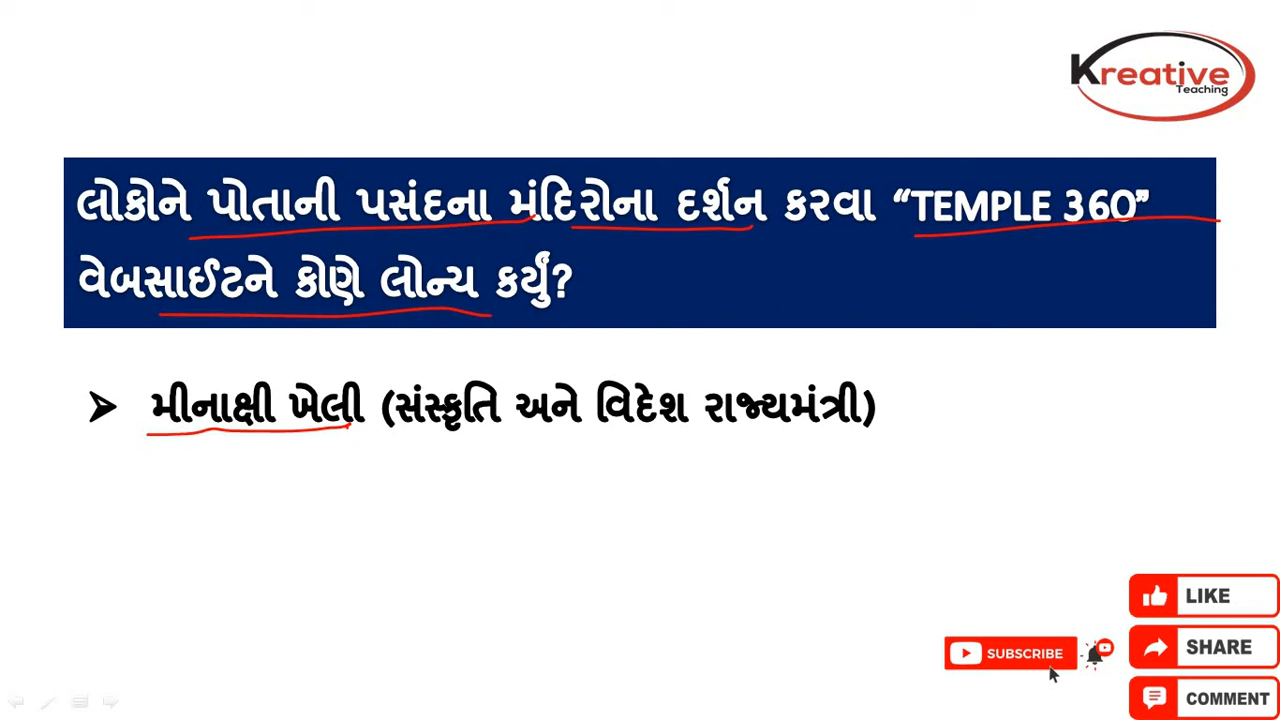 Kreative
Teaching
લોકોને પોતાની પસંદના મંદિરોના દર્શન કરવા “TEMPLE 360”
વેબસાઈટને કોણે લોન્ચ કર્યું?
➢ મીનાક્ષી ખેલી (સંસ્કૃતિ અને વિદેશ રાજ્યમંત્રી)
LIKE
SUBSCRIBE
SHARE
COMMENT